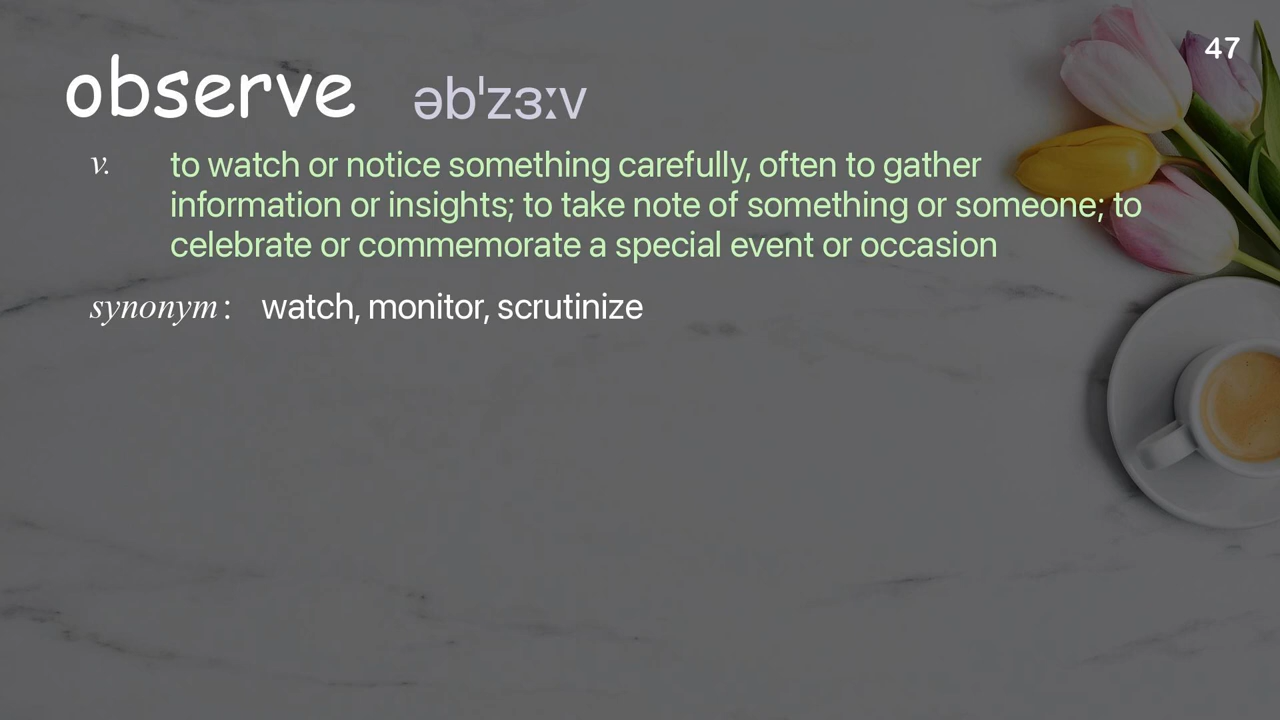 47
observe əbˈzɜːv
v. to watch or notice something carefully, often to gather
information or insights; to take note of something or someone; to
celebrate or commemorate a special event or occasion
synonym : watch, monitor, scrutinize